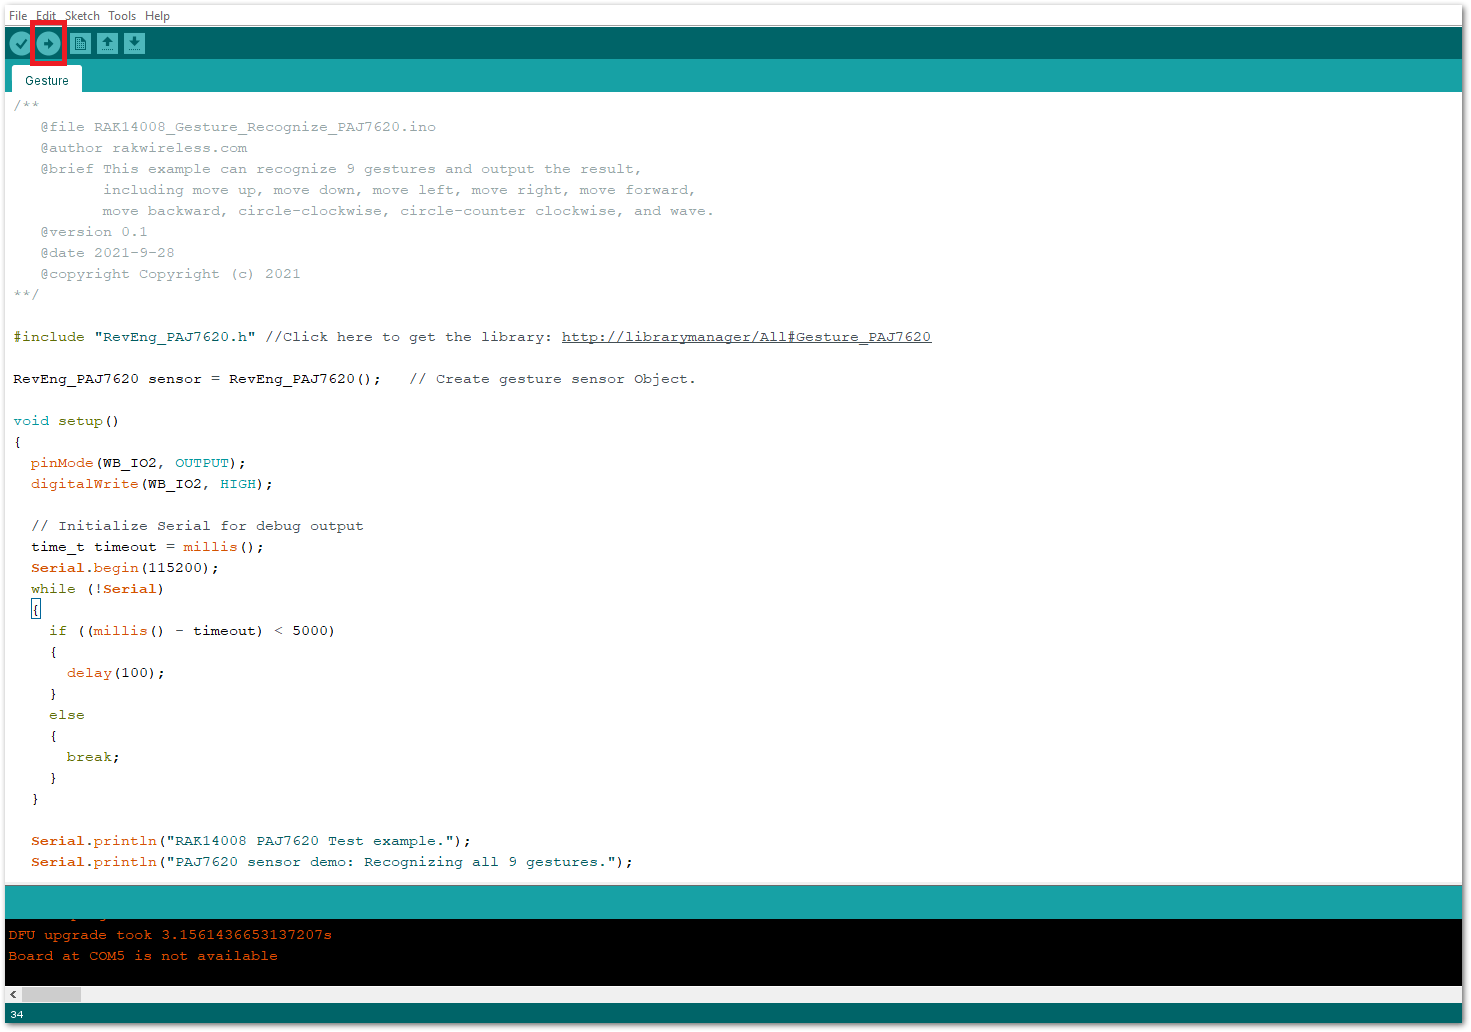 File Edit Sketch Tools Help
Gesture
/**
   @file RAK14008_Gesture_Recognize_PAJ7620.ino
   @author rakwireless.com
   @brief This example can recognize 9 gestures and output the result,
          including move up, move down, move left, move right, move forward,
          move backward, circle-clockwise, circle-counter clockwise, and wave.
   @version 0.1
   @date 2021-9-28
   @copyright Copyright (c) 2021
**/
#include "RevEng_PAJ7620.h" //Click here to get the library: http://librarymanager/All#Gesture_PAJ7620
RevEng_PAJ7620 sensor = RevEng_PAJ7620();   // Create gesture sensor Object.
void setup()
{
  pinMode(WB_IO2, OUTPUT);
  digitalWrite(WB_IO2, HIGH);
  // Initialize Serial for debug output
  time_t timeout = millis();
  Serial.begin(115200);
  while (!Serial)
  {
    if ((millis() - timeout) < 5000)
    {
      delay(100);
    }
    else
    {
      break;
    }
  }
  Serial.println("RAK14008 PAJ7620 Test example.");
  Serial.println("PAJ7620 sensor demo: Recognizing all 9 gestures.");
DFU upgrade took 3.1561436653137207s
Board at COM5 is not available
34